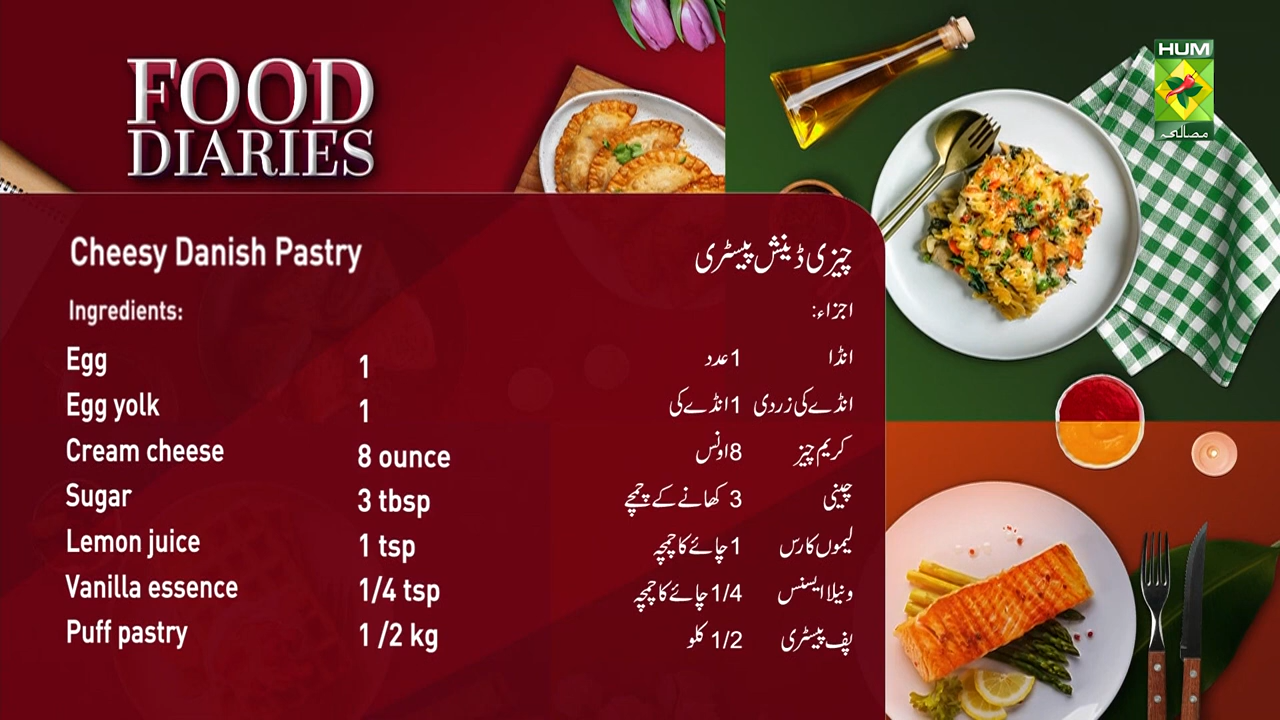 FOOD
DIARIES
HUM
مصالحہ
Cheesy Danish Pastry چیزی ڈینش پیسٹری
Ingredients: اجزاء:
Egg 1 انڈا 1 عدد
Egg yolk 1 انڈے کی زردی 1 انڈے کی
Cream cheese 8 ounce کریم چیز 8 اونس
Sugar 3 tbsp چینی 3 کھانے کے چمچے
Lemon juice 1 tsp لیموں کا رس 1 چائے کا چمچہ
Vanilla essence 1/4 tsp ونیلا ایسنس 1/4 چائے کا چمچہ
Puff pastry 1 /2 kg پف پیسٹری 1/2 کلو